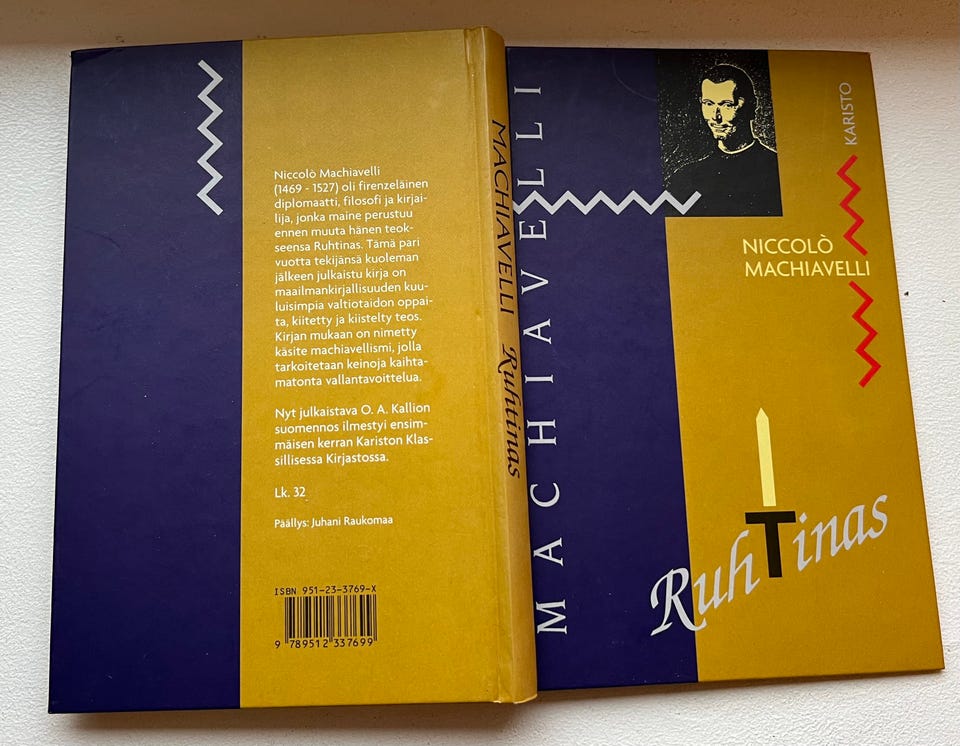 Niccolò Machiavelli
(1469 - 1527) oli firenzeläinen
diplomaatti, filosofi ja kirjai-
lija, jonka maine perustuu
ennen muuta hänen teok-
seensa Ruhtinas. Tämä pari
vuotta tekijänsä kuoleman
jälkeen julkaistu kirja on
maailmankirjallisuuden kuu-
luisimpia valtiotaidon oppai-
ta, kiitetty ja kiistelty teos.
Kirjan mukaan on nimetty
käsite machiavellismi, jolla
tarkoitetaan keinoja kaihta-
matonta vallantavoittelua.
Nyt julkaistava O. A. Kallion
suomennos ilmestyi ensim-
mäisen kerran Kariston Klas-
sillisessa Kirjastossa.
Lk. 32
Päällys: Juhani Raukomaa
ISBN 951-23-3769-X
9 789512 337699
MACHIAVELLI Ruhtinas
MACHIAVELLI
KARISTO
NICCOLÒ
MACHIAVELLI
RuhTinas